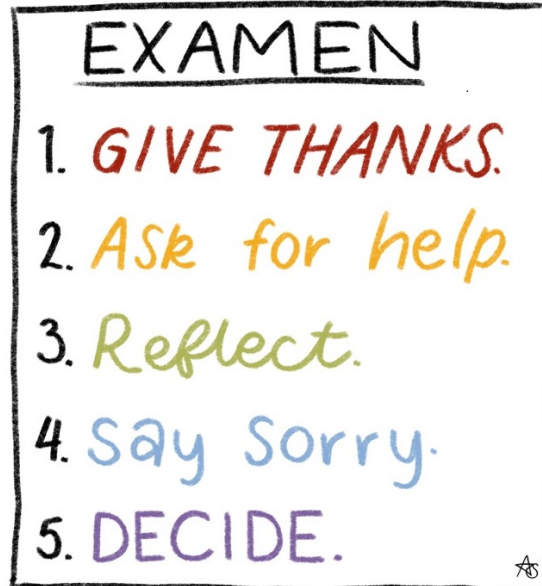 EXAMEN
1. GIVE THANKS.
2. Ask for help.
3. Reflect.
4. Say Sorry.
5. DECIDE.